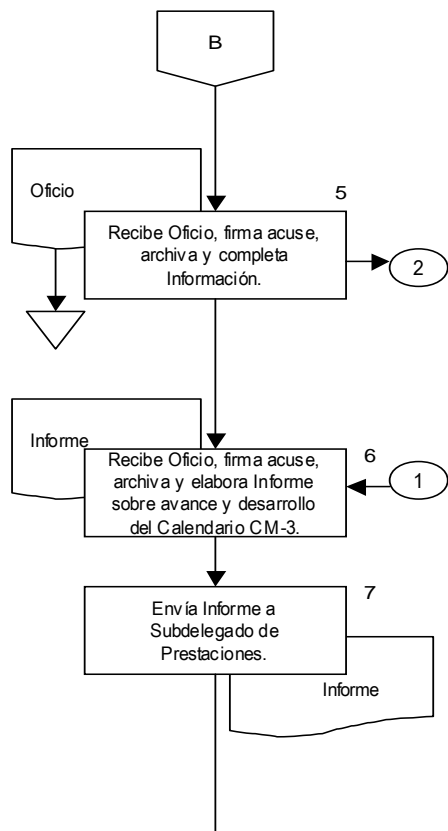 B
Oficio
5
Recibe Oficio, firma acuse,
archiva y completa
Información.
2
Informe
6
Recibe Oficio, firma acuse,
archiva y elabora Informe
sobre avance y desarrollo
del Calendario CM-3.
1
7
Envía Informe a
Subdelegado de
Prestaciones.
Informe